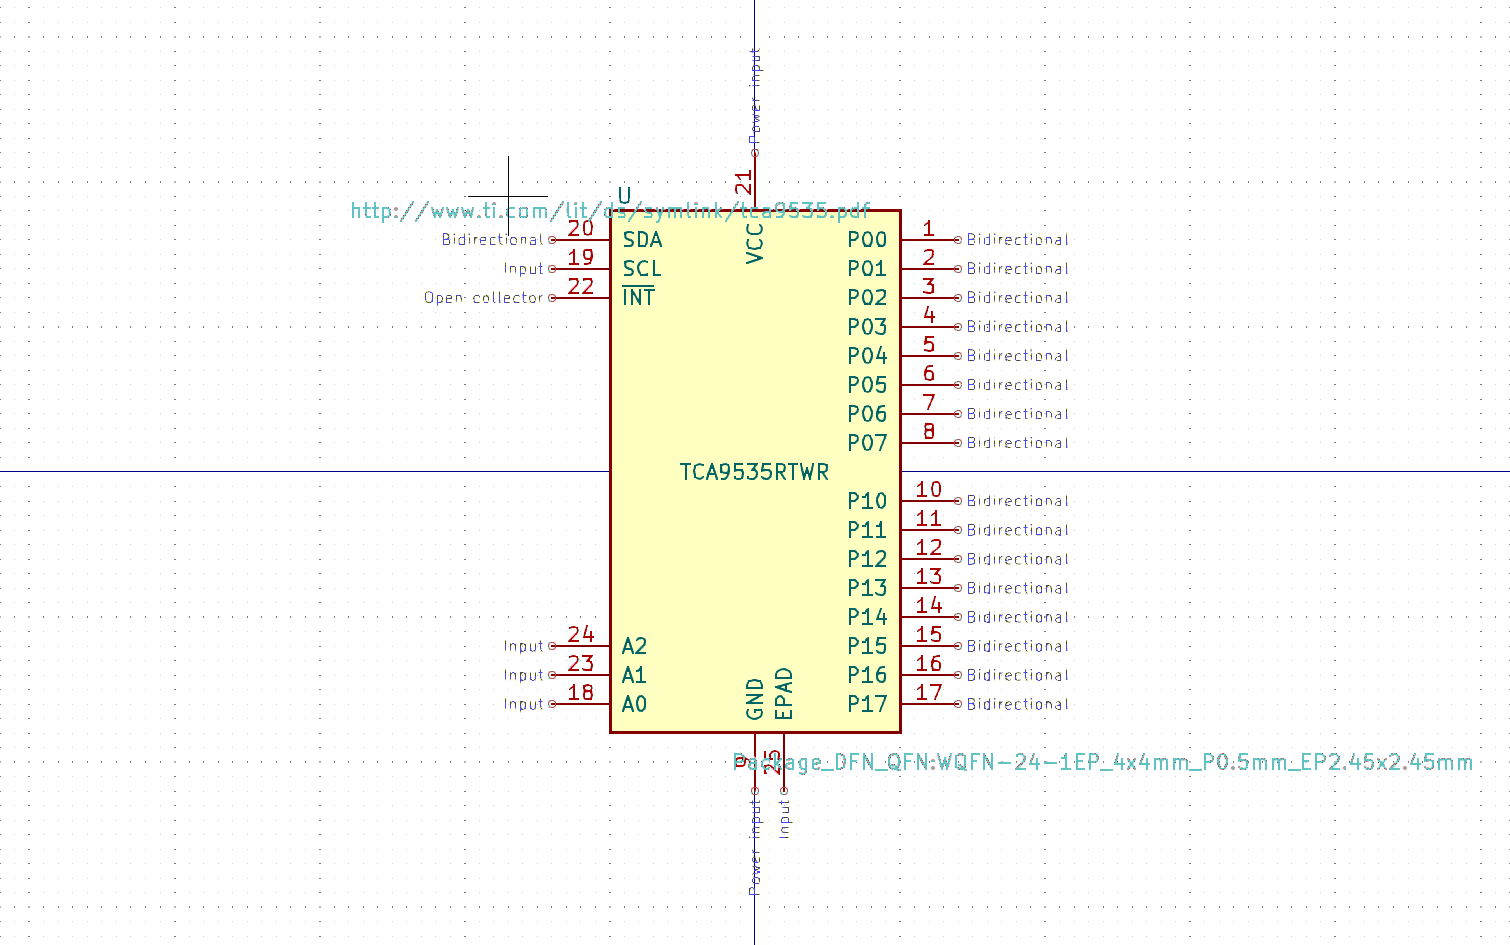 Power input
21
U
http://www.ti.com/lit/ds/symlink/tca9535.pdf
VCC
Bidirectional 20 SDA P00 1 Bidirectional
Input 19 SCL P01 2 Bidirectional
Open collector 22 INT P02 3 Bidirectional
P03 4 Bidirectional
P04 5 Bidirectional
P05 6 Bidirectional
P06 7 Bidirectional
P07 8 Bidirectional
TCA9535RTWR
P10 10 Bidirectional
P11 11 Bidirectional
P12 12 Bidirectional
P13 13 Bidirectional
P14 14 Bidirectional
Input 24 A2 P15 15 Bidirectional
Input 23 A1 P16 16 Bidirectional
Input 18 A0 P17 17 Bidirectional
GND EPAD
9 25
Package_DFN_QFN:WQFN-24-1EP_4x4mm_P0.5mm_EP2.45x2.45mm
Power input Input